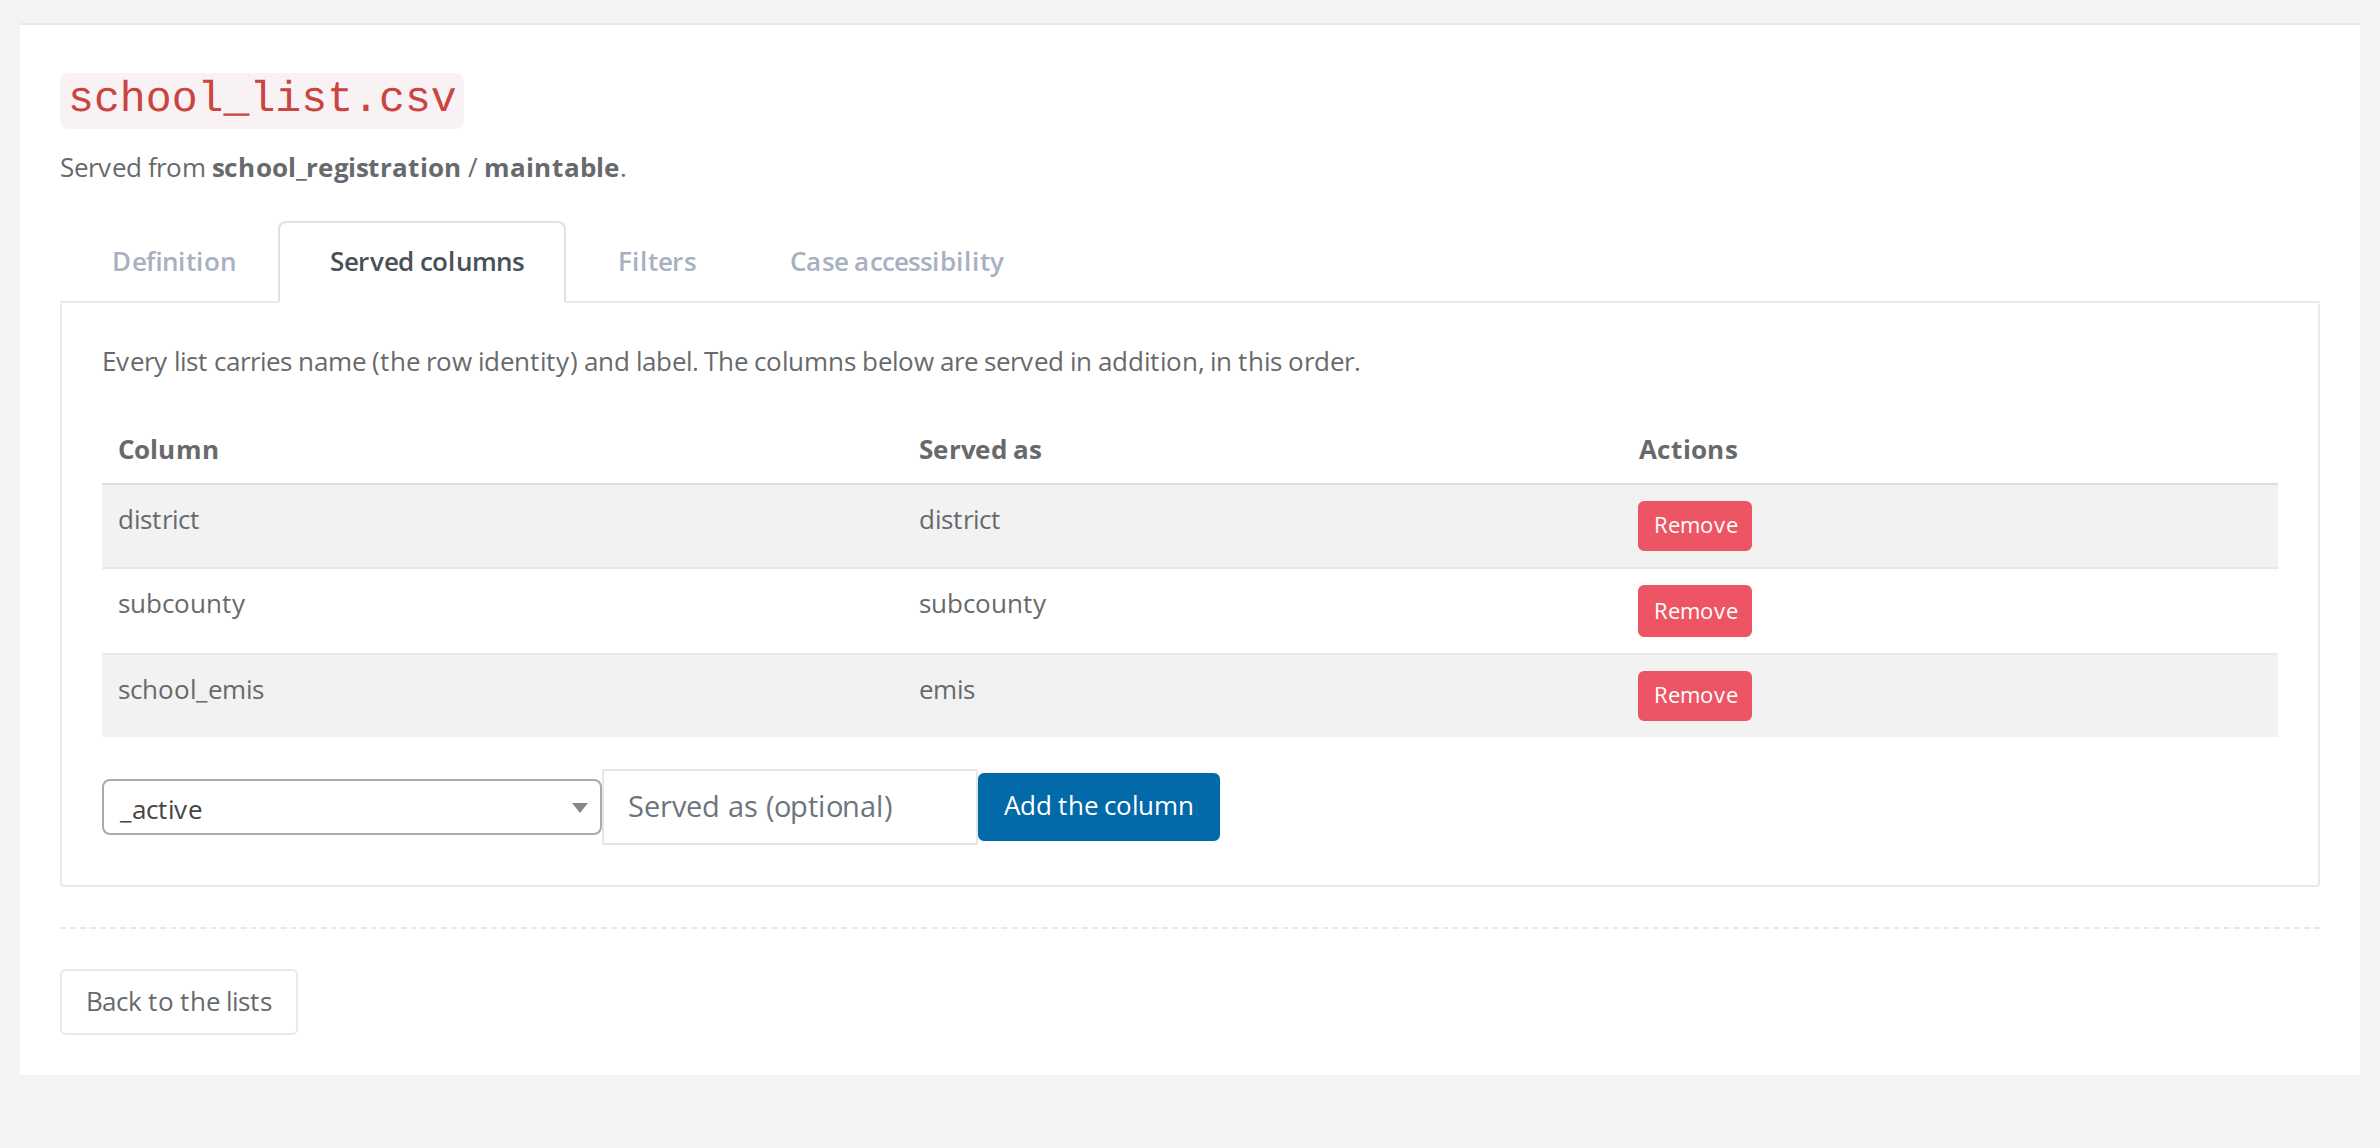 school_list.csv
Served from school_registration / maintable.
Definition Served columns Filters Case accessibility
Every list carries name (the row identity) and label. The columns below are served in addition, in this order.
Column Served as Actions
district district Remove
subcounty subcounty Remove
school_emis emis Remove
_active Served as (optional) Add the column
Back to the lists